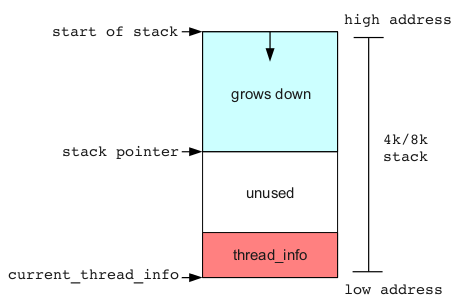 high address
start of stack
grows down
4k/8k
stack
stack pointer
unused
thread_info
current_thread_info
low address